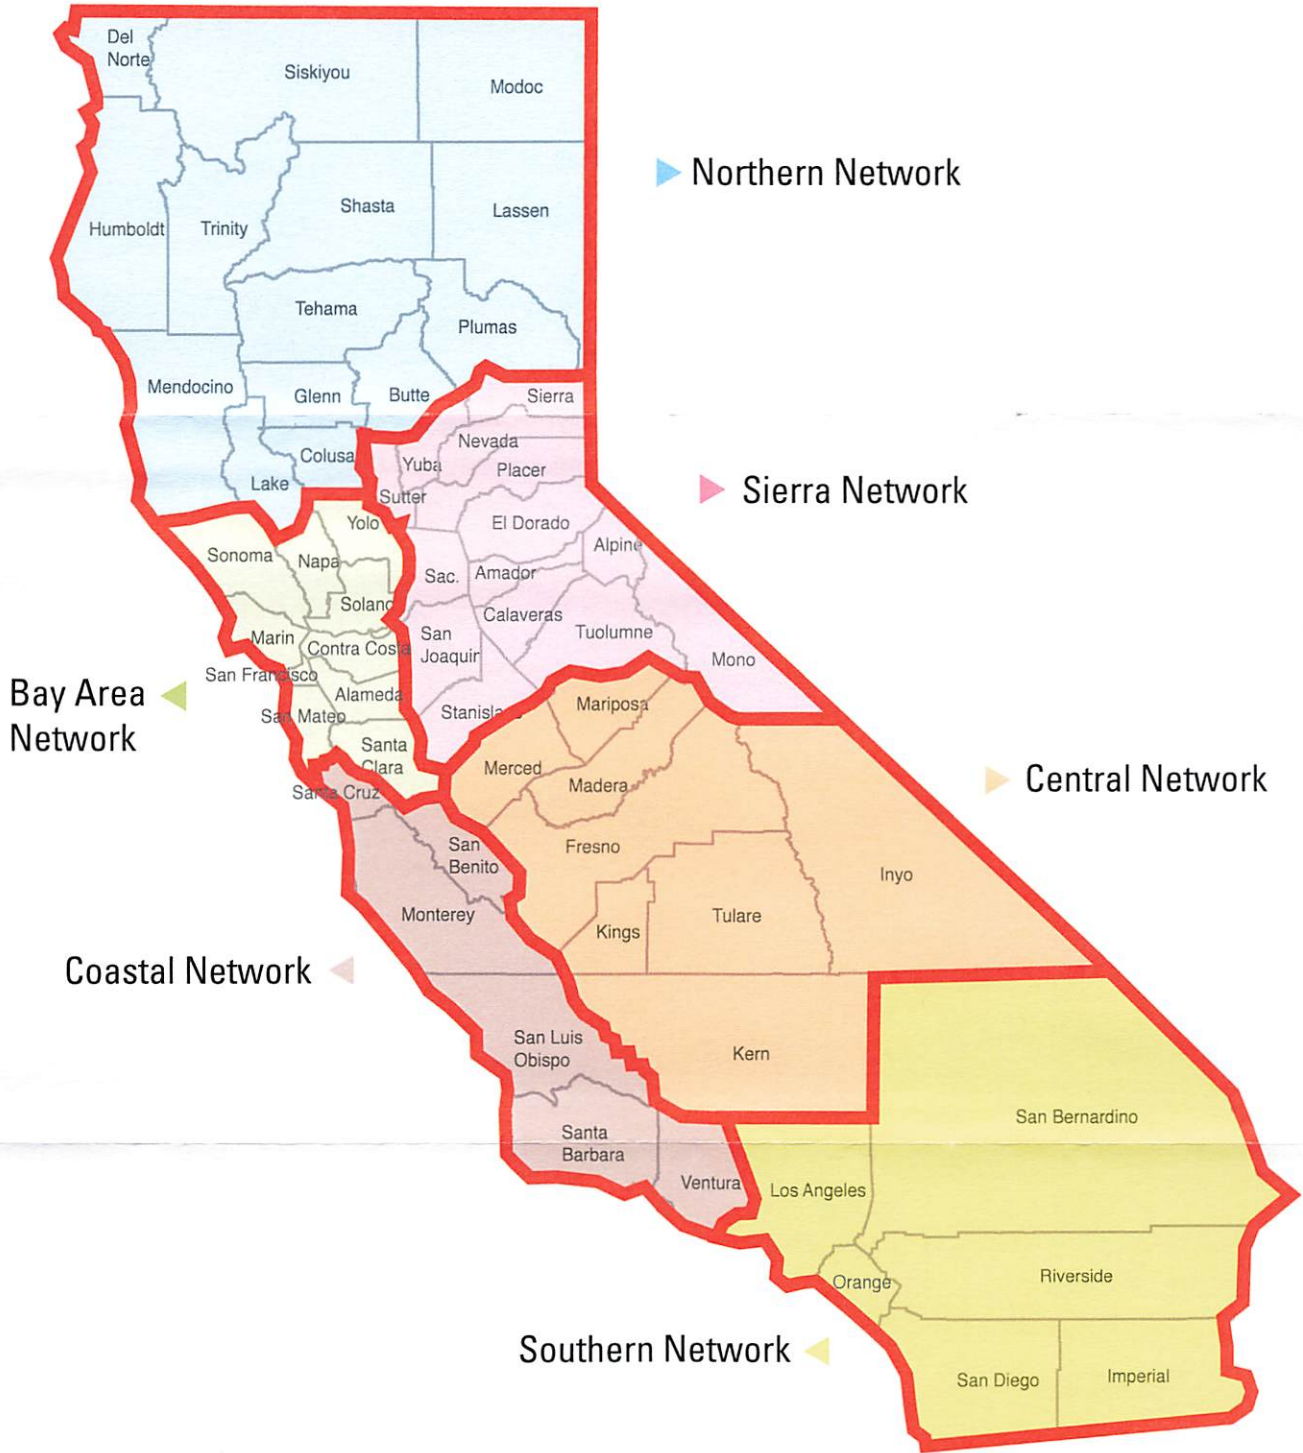 Del
Norte
Siskiyou
Modoc
Northern Network
Humboldt
Trinity
Shasta
Lassen
Tehama
Plumas
Mendocino
Glenn
Butte
Sierra
Nevada
Colusa
Yuba
Placer
Lake
Sutter
Sierra Network
Yolo
El Dorado
Sonoma
Napa
Alpine
Sac.
Amador
Solano
Calaveras
Marin
Contra Costa
San
Joaquin
Tuolumne
Mono
San Francisco
Bay Area
Network
Alameda
San Mateo
Stanislaus
Mariposa
Santa
Clara
Merced
Madera
Central Network
Santa Cruz
San
Benito
Fresno
Inyo
Monterey
Kings
Tulare
Coastal Network
San Luis
Obispo
Kern
San Bernardino
Santa
Barbara
Ventura
Los Angeles
Orange
Riverside
Southern Network
San Diego
Imperial